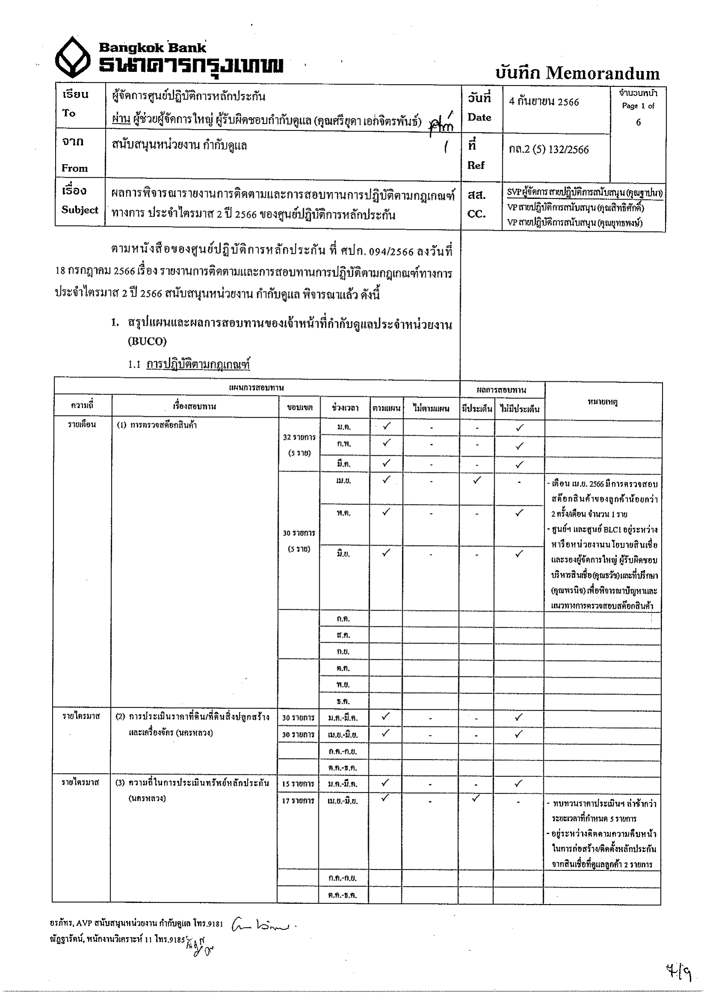 Bangkok Bank
ธนาคารกรุงเทพ
บันทึก Memorandum
เรียน ผู้จัดการศูนย์ปฏิบัติการหลักประกัน วันที่ 4 กันยายน 2566 จำนวนหน้า
To ผ่าน ผู้ช่วยผู้จัดการใหญ่ ผู้รับผิดชอบกำกับดูแล (คุณศรียุดา เอกจิตรพันธ์) Date Page 1 of
6
จาก สนับสนุนหน่วยงาน กำกับดูแล ที่ กล.2 (5) 132/2566
From Ref
เรื่อง ผลการพิจารณารายงานการติดตามและการสอบทานการปฏิบัติตามกฎเกณฑ์ สส. SVP ผู้จัดการ สายปฏิบัติการสนับสนุน (คุณฐาปนา)
Subject ทางการ ประจำไตรมาส 2 ปี 2566 ของศูนย์ปฏิบัติการหลักประกัน CC. VP สายปฏิบัติการสนับสนุน (คุณสิทธิศักดิ์)
VP สายปฏิบัติการสนับสนุน (คุณยุทธพงษ์)
ตามหนังสือของศูนย์ปฏิบัติการหลักประกัน ที่ ศปก. 094/2566 ลงวันที่
18 กรกฎาคม 2566 เรื่อง รายงานการติดตามและการสอบทานการปฏิบัติตามกฎเกณฑ์ทางการ
ประจำไตรมาส 2 ปี 2566 สนับสนุนหน่วยงาน กำกับดูแล พิจารณาแล้ว ดังนี้
1. สรุปแผนและผลการสอบทานของเจ้าหน้าที่กำกับดูแลประจำหน่วยงาน
(BUCO)
1.1 การปฏิบัติตามกฎเกณฑ์
แผนการสอบทาน ผลการสอบทาน หมายเหตุ
ความถี่ เรื่องสอบทาน ขอบเขต ช่วงเวลา ตามแผน ไม่ตามแผน มีประเด็น ไม่มีประเด็น
รายเดือน (1) การตรวจสต๊อกสินค้า 32 รายการ (5 ราย) ม.ค. ✓ - - ✓
ก.พ. ✓ - - ✓
มี.ค. ✓ - - ✓
30 รายการ (5 ราย) เม.ย. ✓ - ✓ -
พ.ค. ✓ - - ✓
มิ.ย. ✓ - - ✓
- เดือน เม.ย. 2566 มีการตรวจสอบ
สต๊อกสินค้าของลูกค้าน้อยกว่า
2 ครั้ง/เดือน จำนวน 1 ราย
- ศูนย์ฯ และศูนย์ BLC1 อยู่ระหว่าง
หารือหน่วยงานนโยบายสินเชื่อ
และรองผู้จัดการใหญ่ ผู้รับผิดชอบ
บริหารสินเชื่อ(คุณธวัช)และที่ปรึกษา
(คุณพรนิจ) เพื่อพิจารณาปัญหาและ
แนวทางการตรวจสอบสต๊อกสินค้า
ก.ค.
ส.ค.
ก.ย.
ต.ค.
พ.ย.
ธ.ค.
รายไตรมาส (2) การประเมินราคาที่ดิน/ที่ดินสิ่งปลูกสร้าง 30 รายการ ม.ค.-มี.ค. ✓ - - ✓
และเครื่องจักร (นครหลวง) 30 รายการ เม.ย.-มิ.ย. ✓ - - ✓
ก.ค.-ก.ย.
ต.ค.-ธ.ค.
รายไตรมาส (3) ความถี่ในการประเมินทรัพย์หลักประกัน 15 รายการ ม.ค.-มี.ค. ✓ - - ✓
(นครหลวง) 17 รายการ เม.ย.-มิ.ย. ✓ - ✓ -
- ทบทวนราคาประเมินฯ ล่าช้ากว่า
ระยะเวลาที่กำหนด 5 รายการ
- อยู่ระหว่างติดตามความคืบหน้า
ในการก่อสร้าง/ติดตั้งหลักประกัน
จากสินเชื่อที่ดูแลลูกค้า 2 รายการ
ก.ค.-ก.ย.
ต.ค.-ธ.ค.
อรภัทร, AVP สนับสนุนหน่วยงาน กำกับดูแล โทร.9181
ณัฏฐารัตน์, พนักงานวิเคราะห์ 11 โทร.9185
7/9